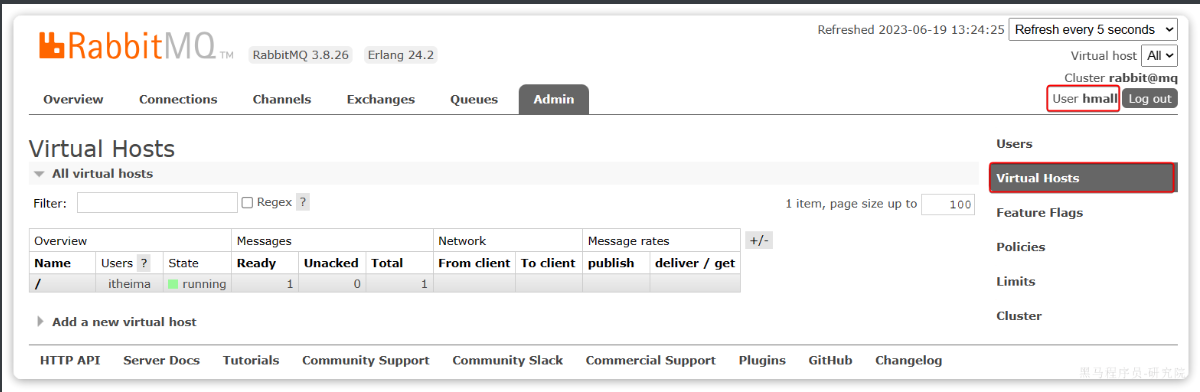 Refreshed 2023-06-19 13:24:25 Refresh every 5 seconds
RabbitMQ TM RabbitMQ 3.8.26 Erlang 24.2
Virtual host All
Cluster rabbit@mq
User hmall Log out
Overview Connections Channels Exchanges Queues Admin
Virtual Hosts
All virtual hosts
Filter: Regex ? 1 item, page size up to 100
Overview Messages Network Message rates +/-
Name Users ? State Ready Unacked Total From client To client publish deliver / get
/ itheima running 1 0 1
Add a new virtual host
Users
Virtual Hosts
Feature Flags
Policies
Limits
Cluster
HTTP API Server Docs Tutorials Community Support Community Slack Commercial Support Plugins GitHub Changelog
黑马程序员-研究院